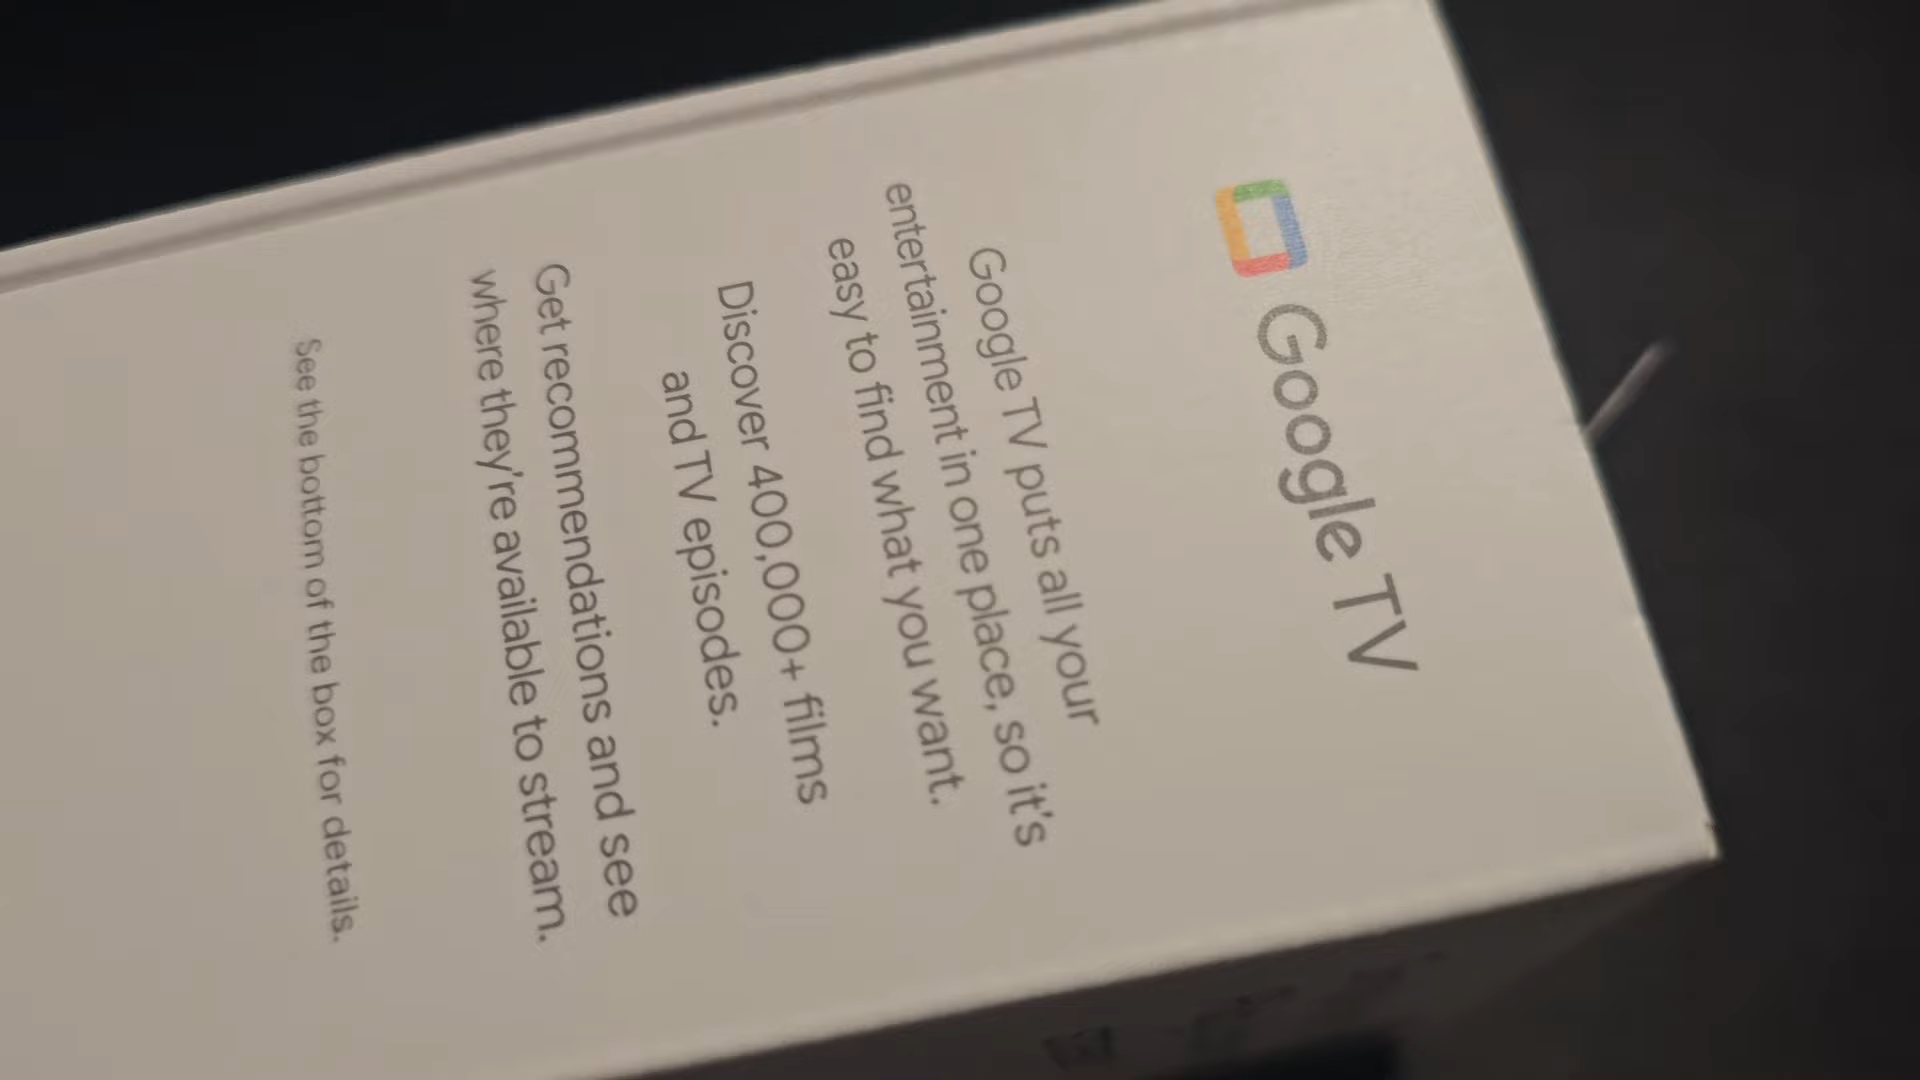 Google TV
Google TV puts all your
entertainment in one place, so it's
easy to find what you want.
Discover 400,000+ films
and TV episodes.
Get recommendations and see
where they're available to stream.
See the bottom of the box for details.